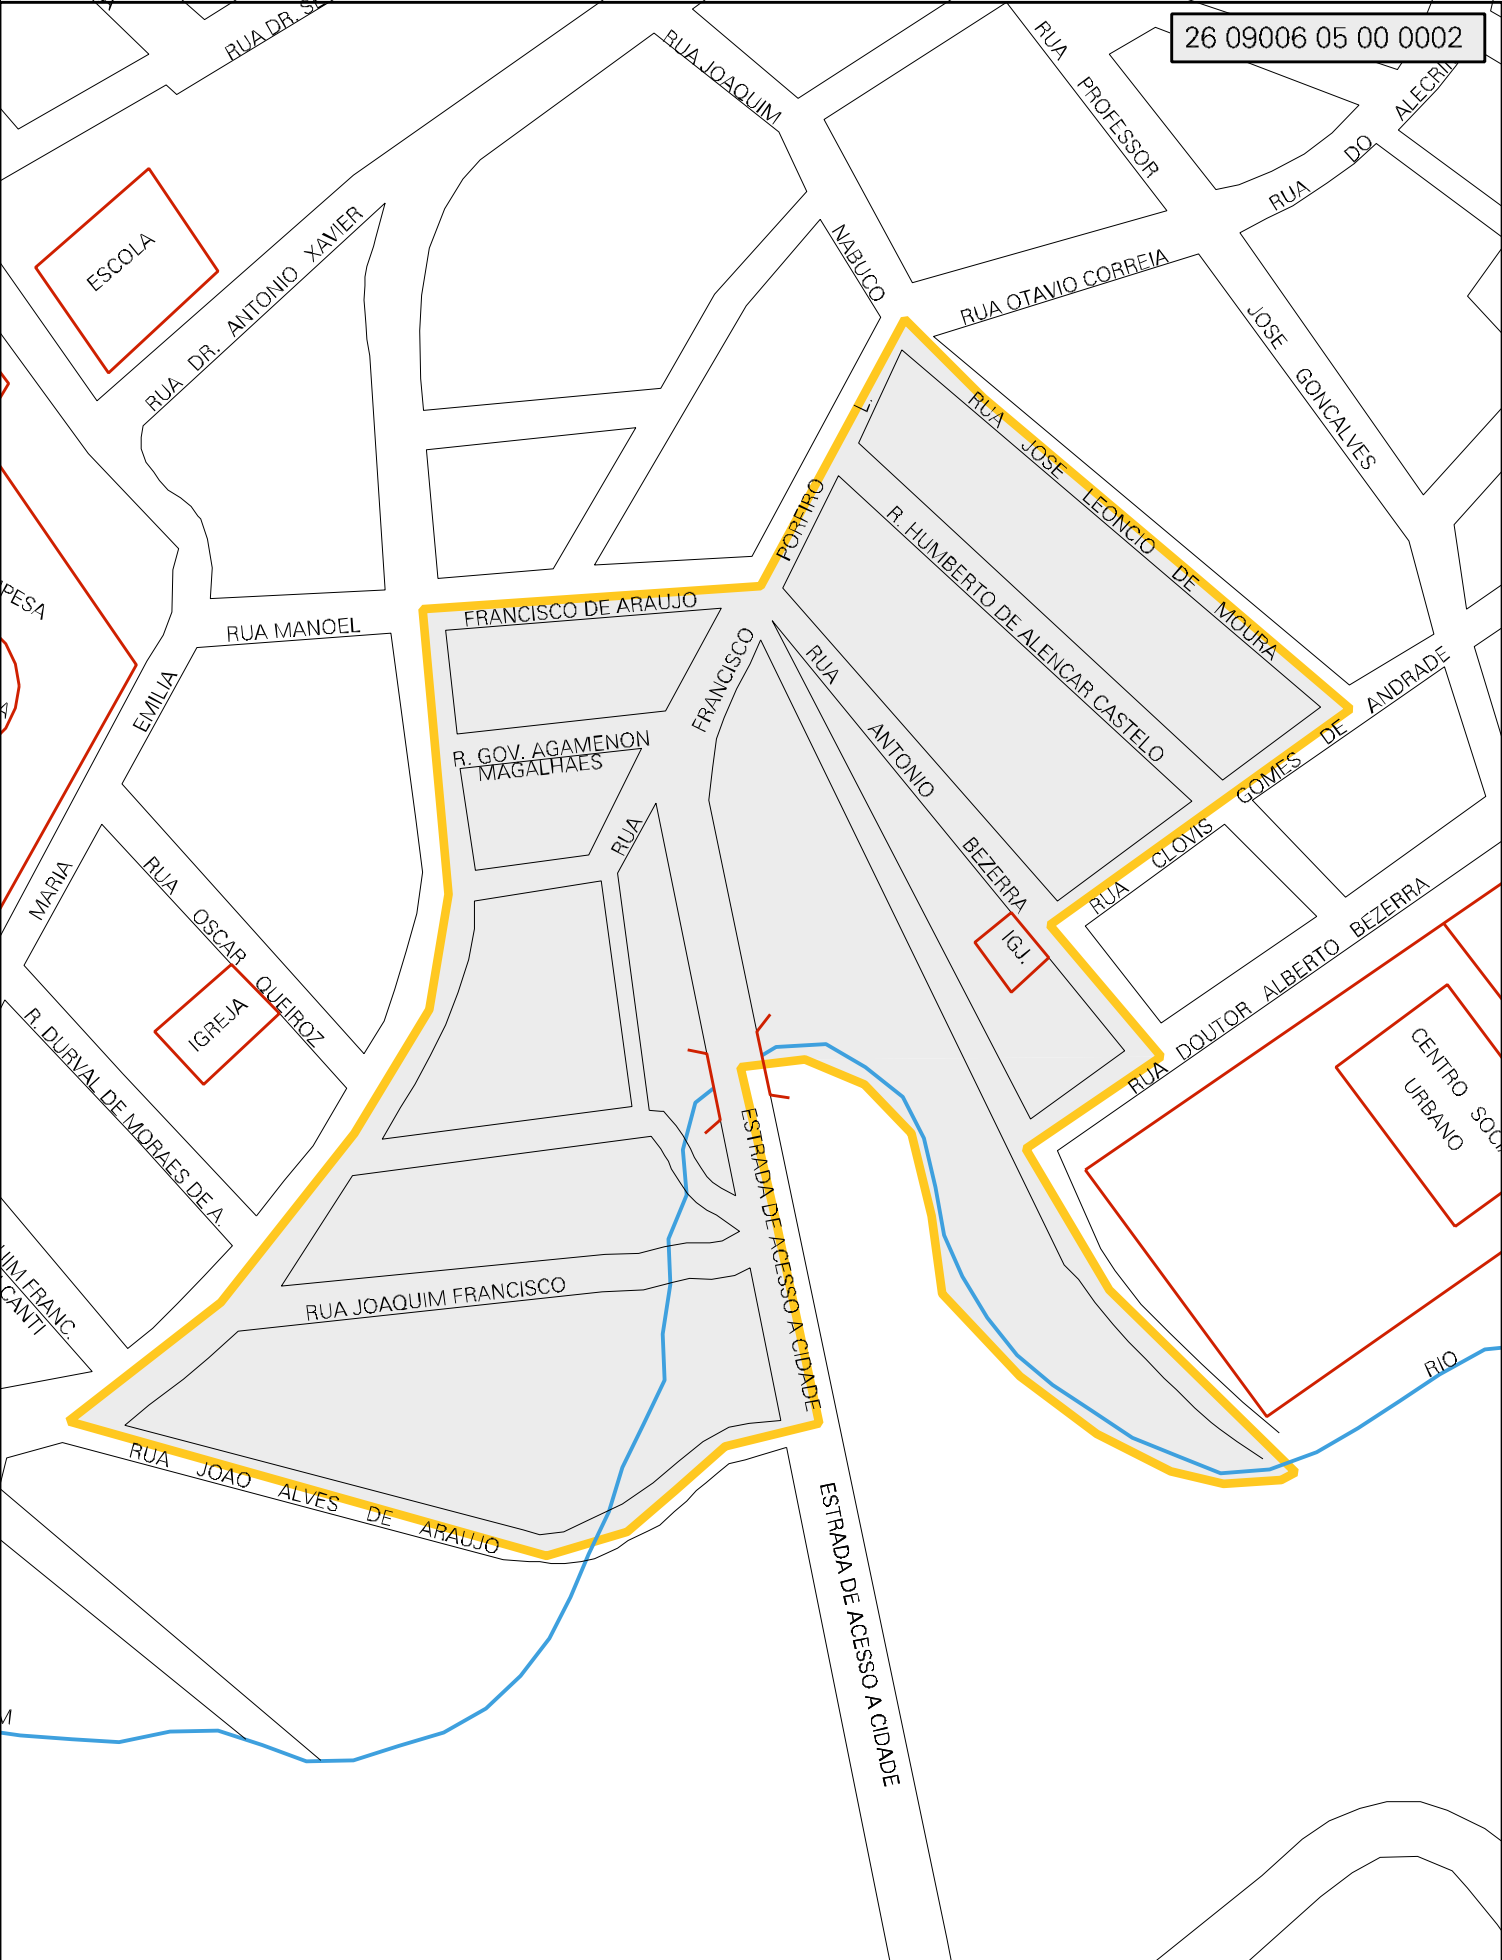 26 09006 05 00 0002
RUA DR.
RUA JOAQUIM
NABUCO
RUA PROFESSOR
JOSE GONCALVES
RUA DO
ESCOLA
RUA DR. ANTONIO XAVIER
RUA OTAVIO CORREIA
L.
PORFIRO
FRANCISCO
RUA
RUA JOSE LEONCIO DE MOURA
R. HUMBERTO DE ALENCAR CASTELO
RUA MANOEL
FRANCISCO DE ARAUJO
R. GOV. AGAMENON
MAGALHAES
RUA ANTONIO BEZERRA
IGJ.
RUA CLOVIS GOMES DE ANDRADE
RUA DOUTOR ALBERTO BEZERRA
MARIA EMILIA
PESA
RUA OSCAR QUEIROZ
IGREJA
R. DURVAL DE MORAES DE A.
UIM FRANC.
CANTI
CENTRO SOCI
URBANO
RIO
RUA JOAQUIM FRANCISCO
ESTRADA DE ACESSO A CIDADE
RUA JOAO ALVES DE ARAUJO
ESTRADA DE ACESSO A CIDADE
M